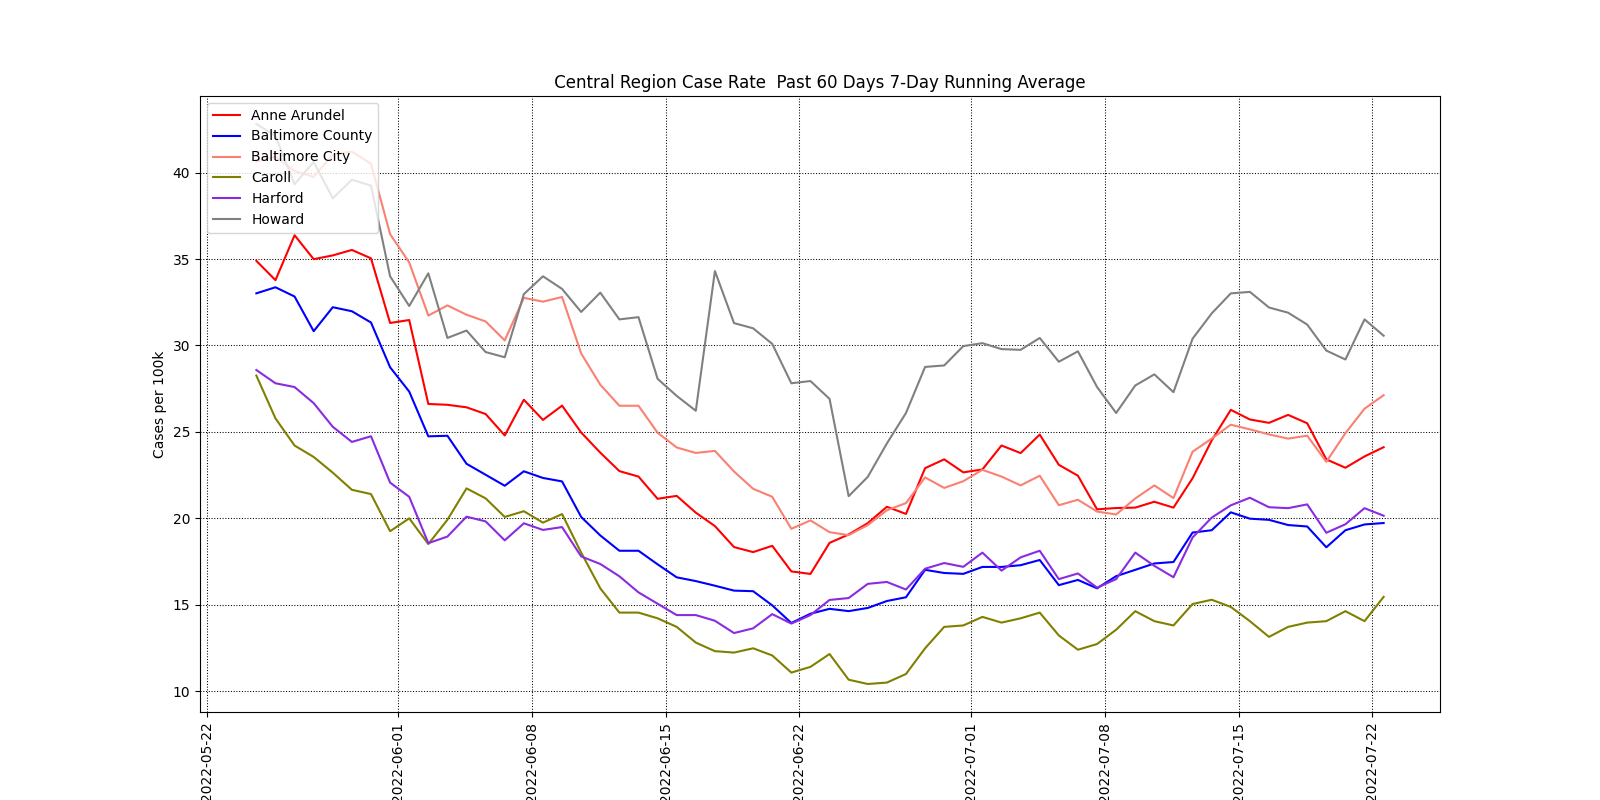 Central Region Case Rate  Past 60 Days 7-Day Running Average
Anne Arundel
Baltimore County
Baltimore City
Caroll
Harford
Howard
Cases per 100k
40
35
30
25
20
15
10
2022-05-22
2022-06-01
2022-06-08
2022-06-15
2022-06-22
2022-07-01
2022-07-08
2022-07-15
2022-07-22